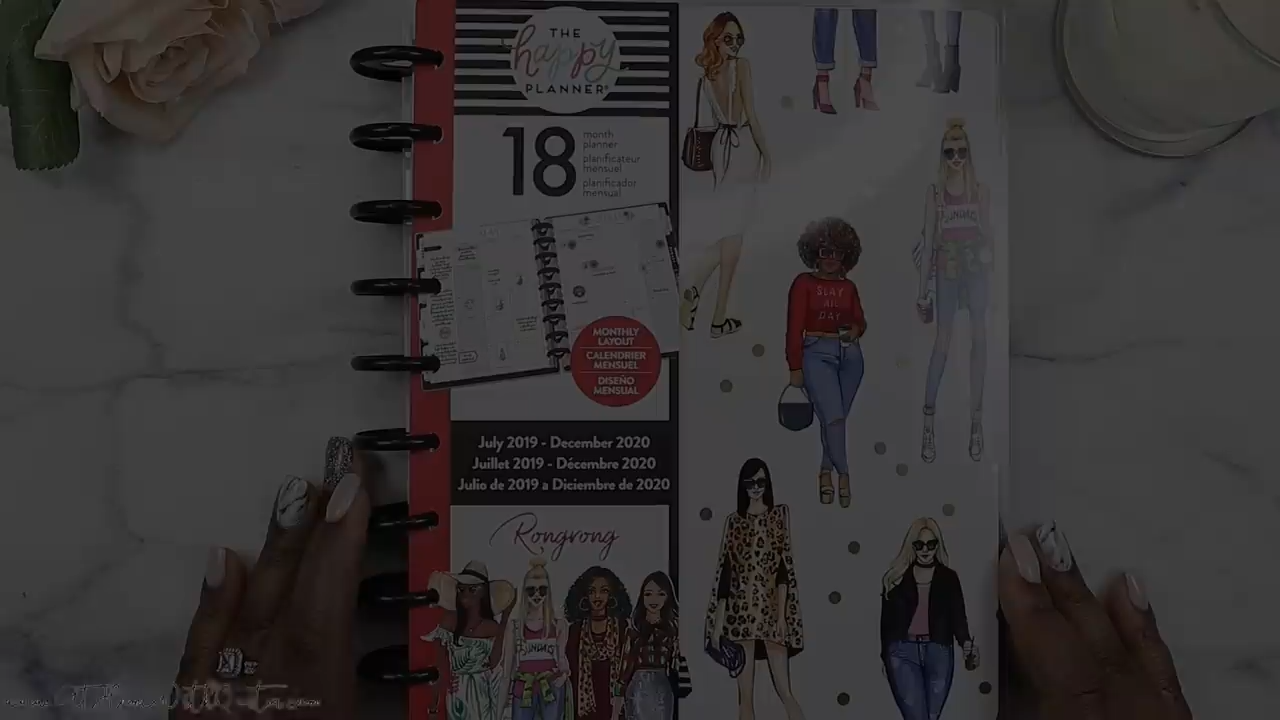 THE
happy
PLANNER®
18
month
planner
planificateur
mensuel
planificador
mensual
MONTHLY
LAYOUT
CALENDRIER
MENSUEL
DISEÑO
MENSUAL
July 2019 - December 2020
Juillet 2019 - Décembre 2020
Julio de 2019 a Diciembre de 2020
Rongrong
SLAY
ALL
DAY